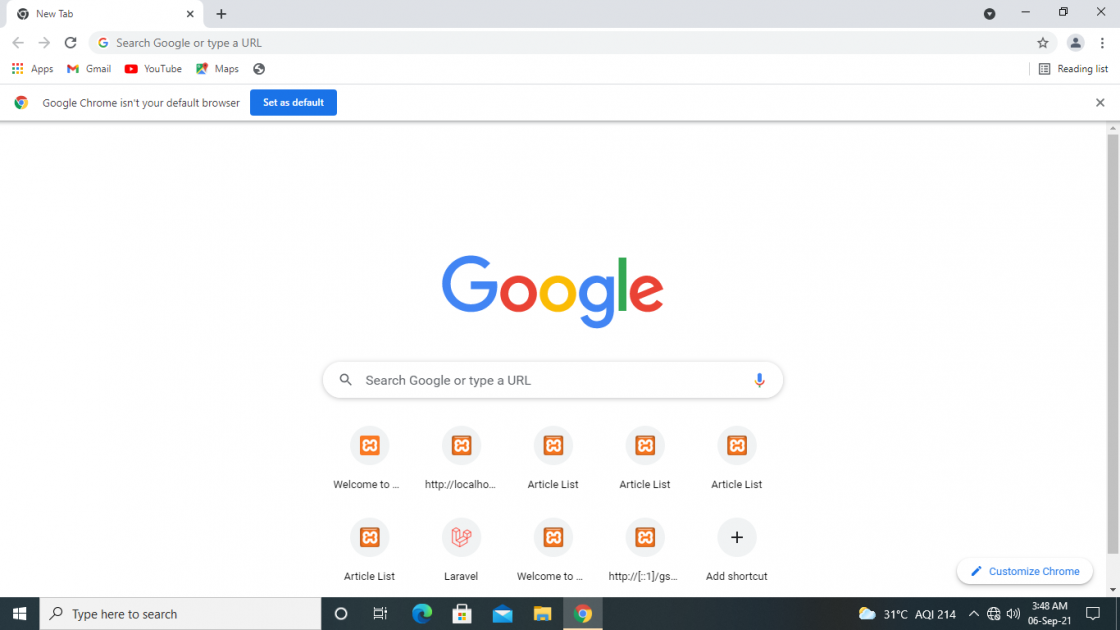 New Tab
Search Google or type a URL
Apps Gmail YouTube Maps Reading list
Google Chrome isn't your default browser Set as default
Google
Search Google or type a URL
Welcome to ... http://localho... Article List Article List Article List
Article List Laravel Welcome to ... http://[::1]/gs... Add shortcut
Customize Chrome
Type here to search 31°C AQI 214 3:48 AM
06-Sep-21